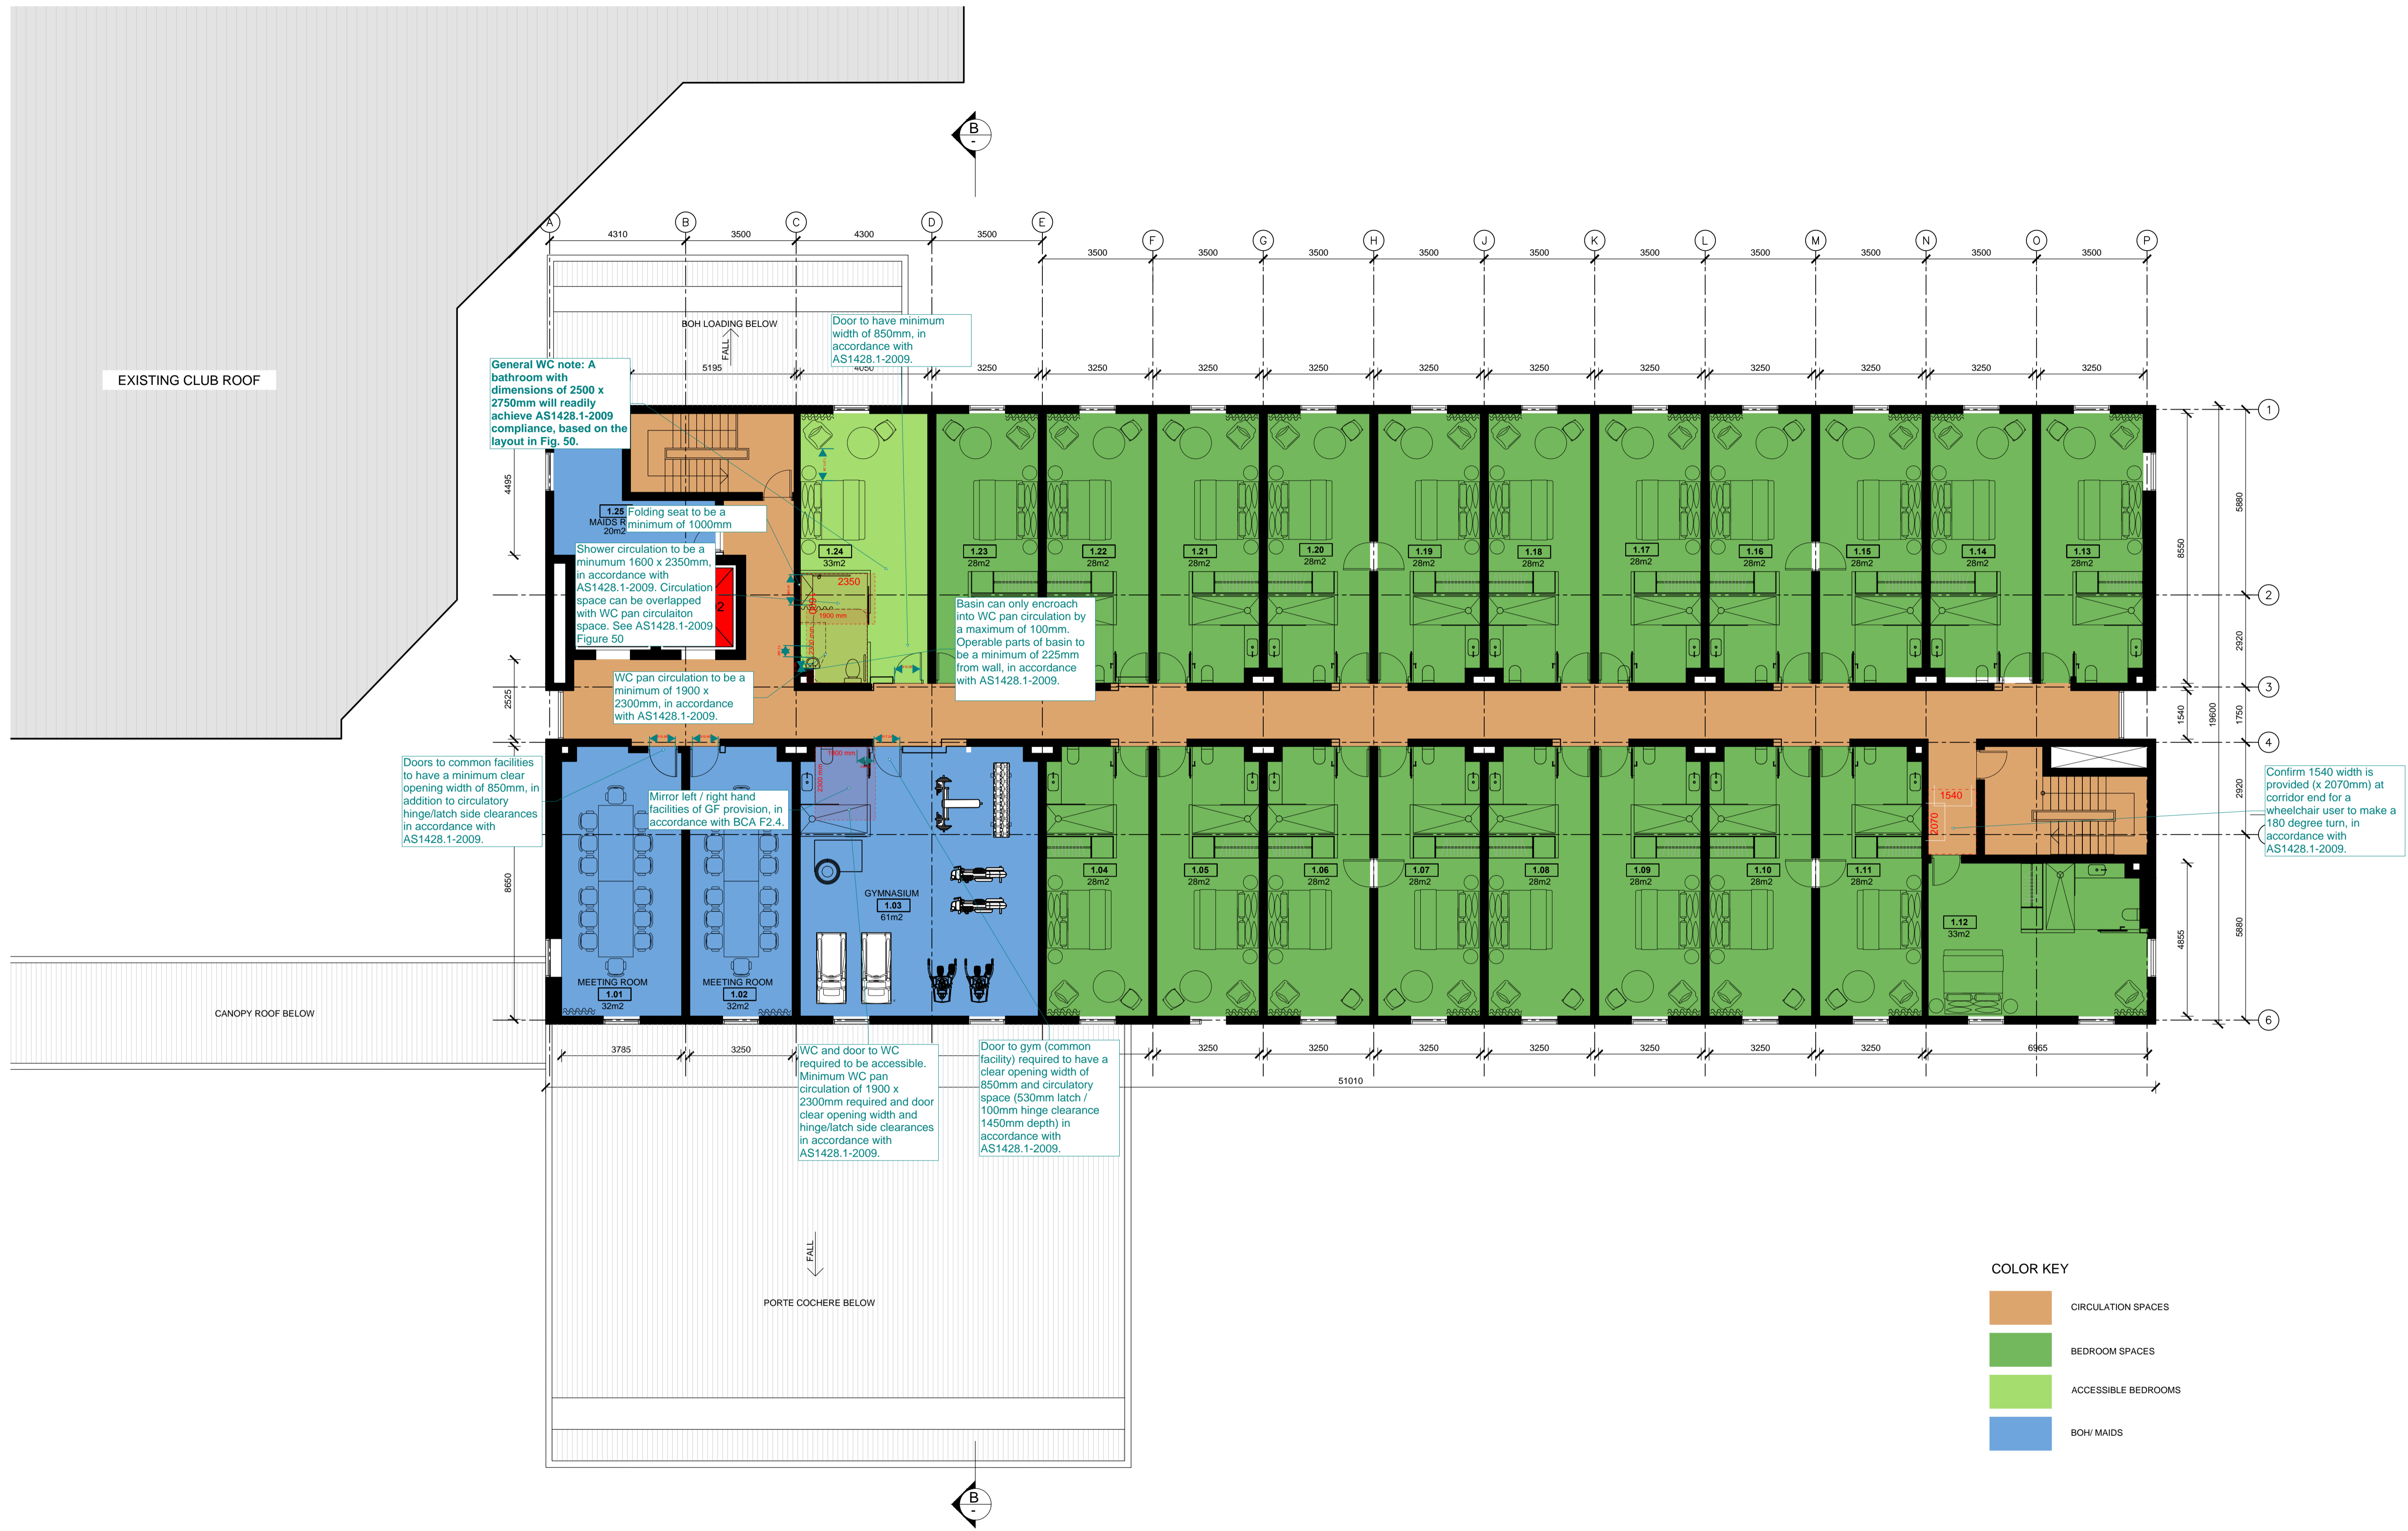 B
-
A
B
C
D
E
4310
3500
4300
3500
F
G
H
J
K
L
M
N
O
P
3500
3500
3500
3500
3500
3500
3500
3500
3500
3500
EXISTING CLUB ROOF
BOH LOADING BELOW
FALL
Door to have minimum
width of 850mm, in
accordance with
AS1428.1-2009.
General WC note: A
bathroom with
dimensions of 2500 x
2750mm will readily
achieve AS1428.1-2009
compliance, based on the
layout in Fig. 50.
5195
4050
3250
3250
3250
3250
3250
3250
3250
3250
3250
3250
3250
1
2
3
4
6
4495
2525
8650
8550
1540
4855
19600
5880
2920
1750
2920
5880
1.25
MAIDS R
20m2
Folding seat to be a
minimum of 1000mm
Shower circulation to be a
minumum 1600 x 2350mm,
in accordance with
AS1428.1-2009. Circulation
space can be overlapped
with WC pan circulaiton
space. See AS1428.1-2009
Figure 50
2
1.24
33m2
2350
1900 mm
1.23
28m2
1.22
28m2
1.21
28m2
1.20
28m2
1.19
28m2
1.18
28m2
1.17
28m2
1.16
28m2
1.15
28m2
1.14
28m2
1.13
28m2
Basin can only encroach
into WC pan circulation by
a maximum of 100mm.
Operable parts of basin to
be a minimum of 225mm
from wall, in accordance
with AS1428.1-2009.
WC pan circulation to be a
minimum of 1900 x
2300mm, in accordance
with AS1428.1-2009.
Doors to common facilities
to have a minimum clear
opening width of 850mm, in
addition to circulatory
hinge/latch side clearances
in accordance with
AS1428.1-2009.
1900 mm
2300 mm
Mirror left / right hand
facilities of GF provision, in
accordance with BCA F2.4.
1540
2070
Confirm 1540 width is
provided (x 2070mm) at
corridor end for a
wheelchair user to make a
180 degree turn, in
accordance with
AS1428.1-2009.
GYMNASIUM
1.03
61m2
1.04
28m2
1.05
28m2
1.06
28m2
1.07
28m2
1.08
28m2
1.09
28m2
1.10
28m2
1.11
28m2
1.12
33m2
MEETING ROOM
1.01
32m2
MEETING ROOM
1.02
32m2
CANOPY ROOF BELOW
3785
3250
3250
3250
3250
3250
3250
3250
3250
6965
51010
WC and door to WC
required to be accessible.
Minimum WC pan
circulation of 1900 x
2300mm required and door
clear opening width and
hinge/latch side clearances
in accordance with
AS1428.1-2009.
Door to gym (common
facility) required to have a
clear opening width of
850mm and circulatory
space (530mm latch /
100mm hinge clearance
1450mm depth) in
accordance with
AS1428.1-2009.
FALL
PORTE COCHERE BELOW
COLOR KEY
CIRCULATION SPACES
BEDROOM SPACES
ACCESSIBLE BEDROOMS
BOH/ MAIDS
B
-